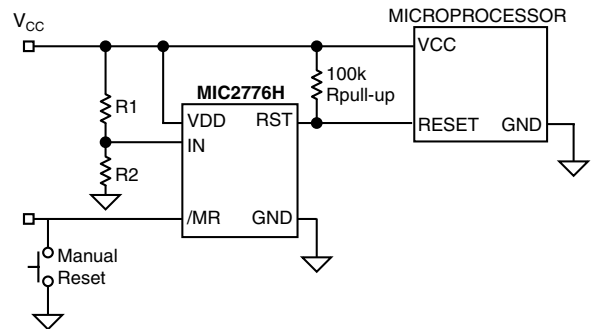 MICROPROCESSOR
VCC
VCC
100k
Rpull-up
R1
MIC2776H
VDD
RST
IN
RESET
GND
R2
/MR
GND
Manual
Reset